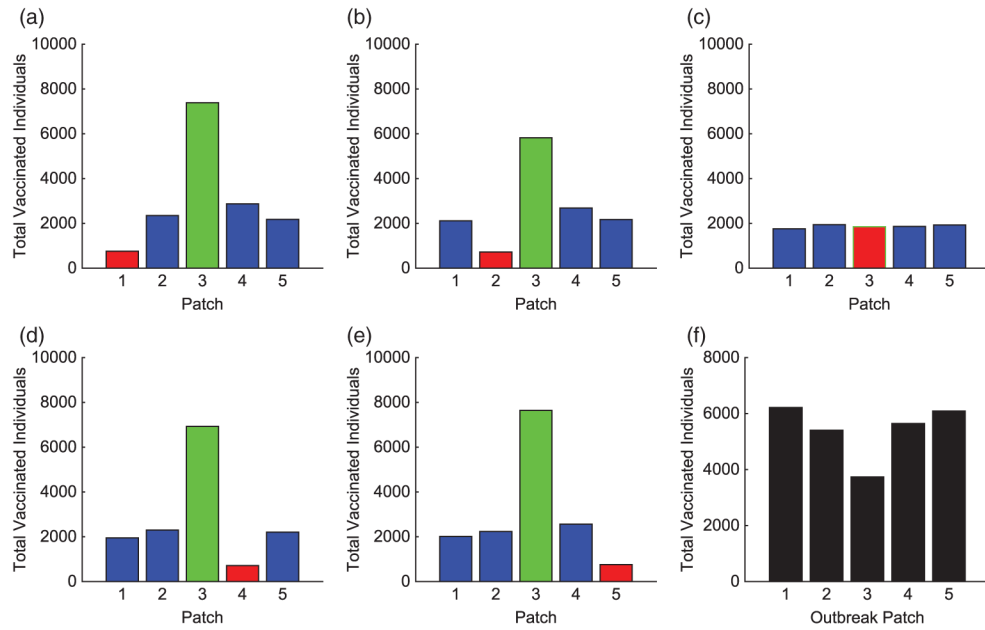 (a)
Total Vaccinated Individuals
10000
8000
6000
4000
2000
0
1 2 3 4 5
Patch
(b)
Total Vaccinated Individuals
10000
8000
6000
4000
2000
0
1 2 3 4 5
Patch
(c)
Total Vaccinated Individuals
10000
8000
6000
4000
2000
0
1 2 3 4 5
Patch
(d)
Total Vaccinated Individuals
10000
8000
6000
4000
2000
0
1 2 3 4 5
Patch
(e)
Total Vaccinated Individuals
10000
8000
6000
4000
2000
0
1 2 3 4 5
Patch
(f)
Total Vaccinated Individuals
8000
6000
4000
2000
0
1 2 3 4 5
Outbreak Patch